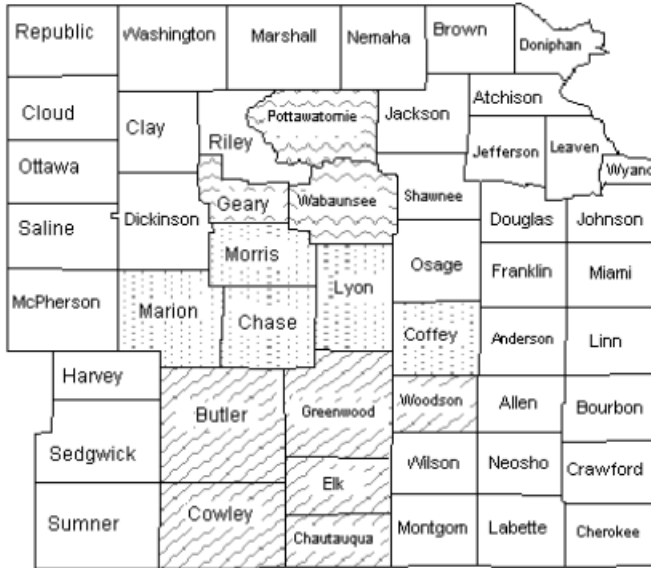 Republic
Washington
Marshall
Nemaha
Brown
Doniphan
Cloud
Clay
Riley
Pottawatomie
Jackson
Atchison
Ottawa
Jefferson
Leaven
Wyand
Geary
Wabaunsee
Shawnee
Saline
Dickinson
Douglas
Johnson
Morris
Osage
Franklin
Miami
McPherson
Marion
Chase
Lyon
Coffey
Anderson
Linn
Harvey
Butler
Greenwood
Woodson
Allen
Bourbon
Sedgwick
Elk
Wilson
Neosho
Crawford
Sumner
Cowley
Chautauqua
Montgom
Labette
Cherokee